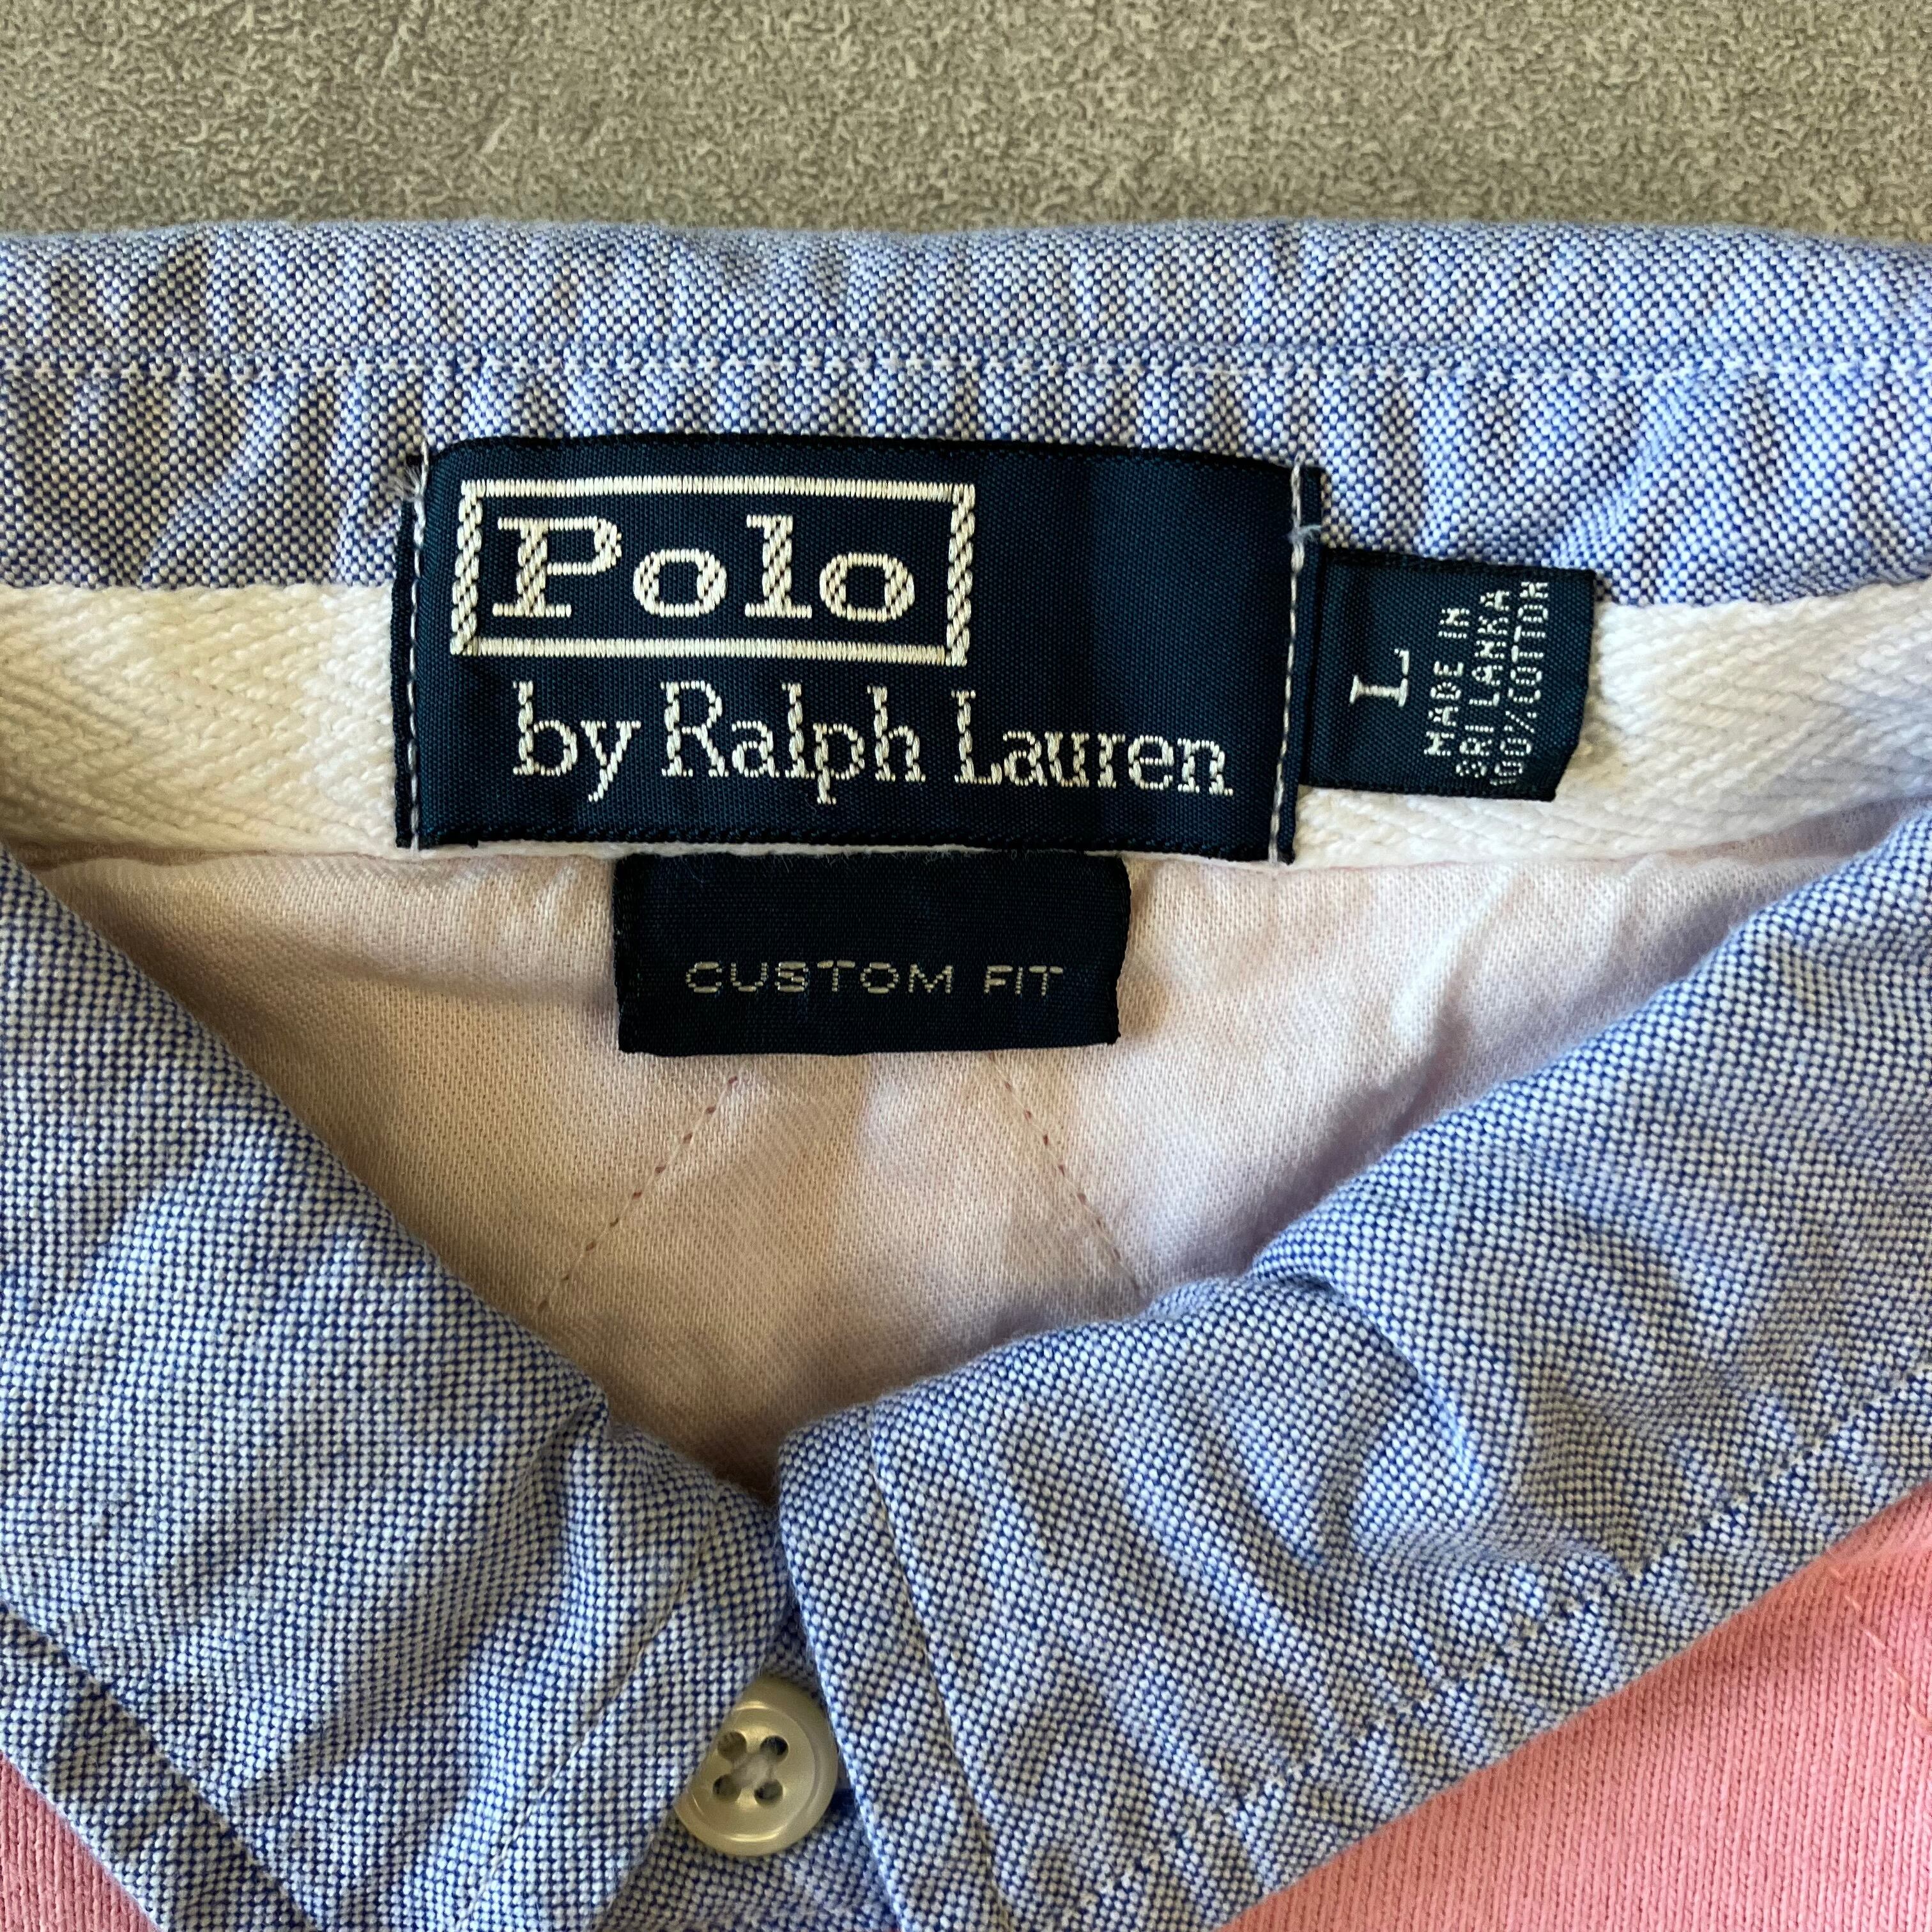 Polo
by Ralph Lauren
L
MADE IN
SRI LANKA
100% COTTON
CUSTOM FIT